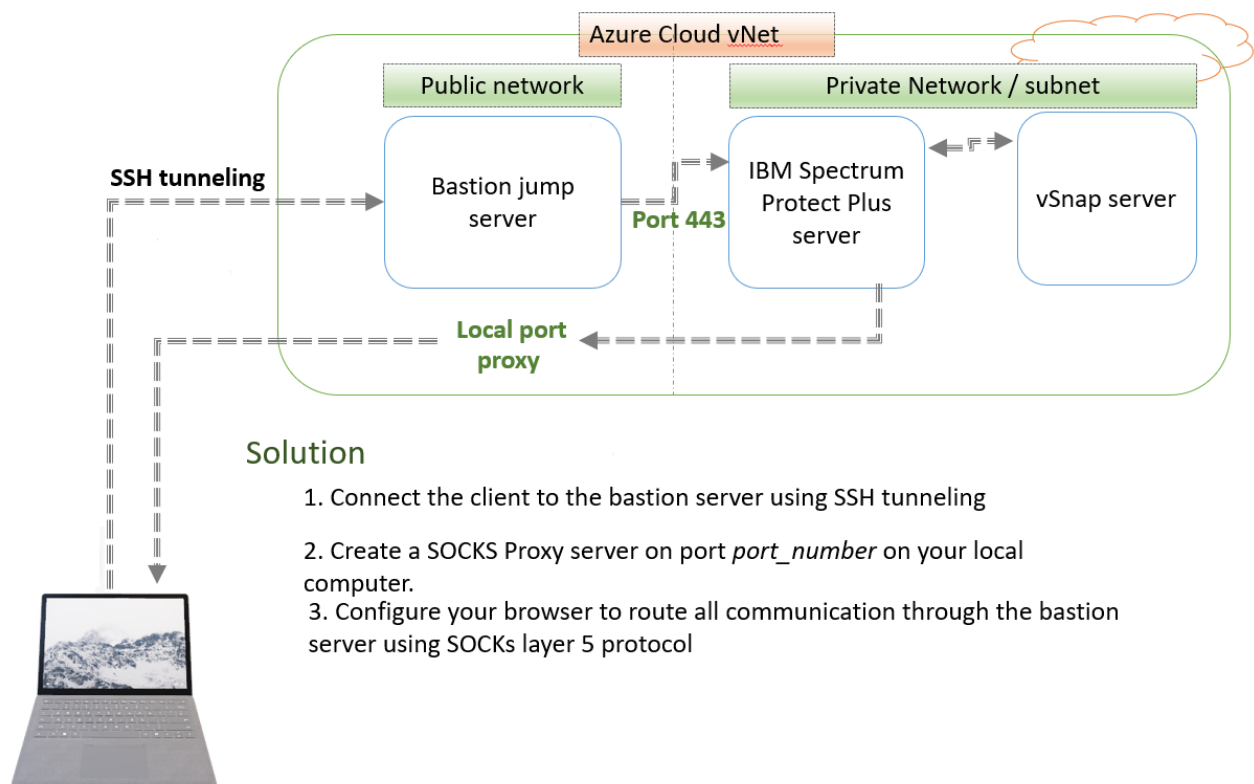 Azure Cloud vNet
Public network
Private Network / subnet
SSH tunneling
Bastion jump
server
Port 443
IBM Spectrum
Protect Plus
server
vSnap server
Local port
proxy
Solution
1. Connect the client to the bastion server using SSH tunneling
2. Create a SOCKS Proxy server on port port_number on your local
computer.
3. Configure your browser to route all communication through the bastion
server using SOCKs layer 5 protocol